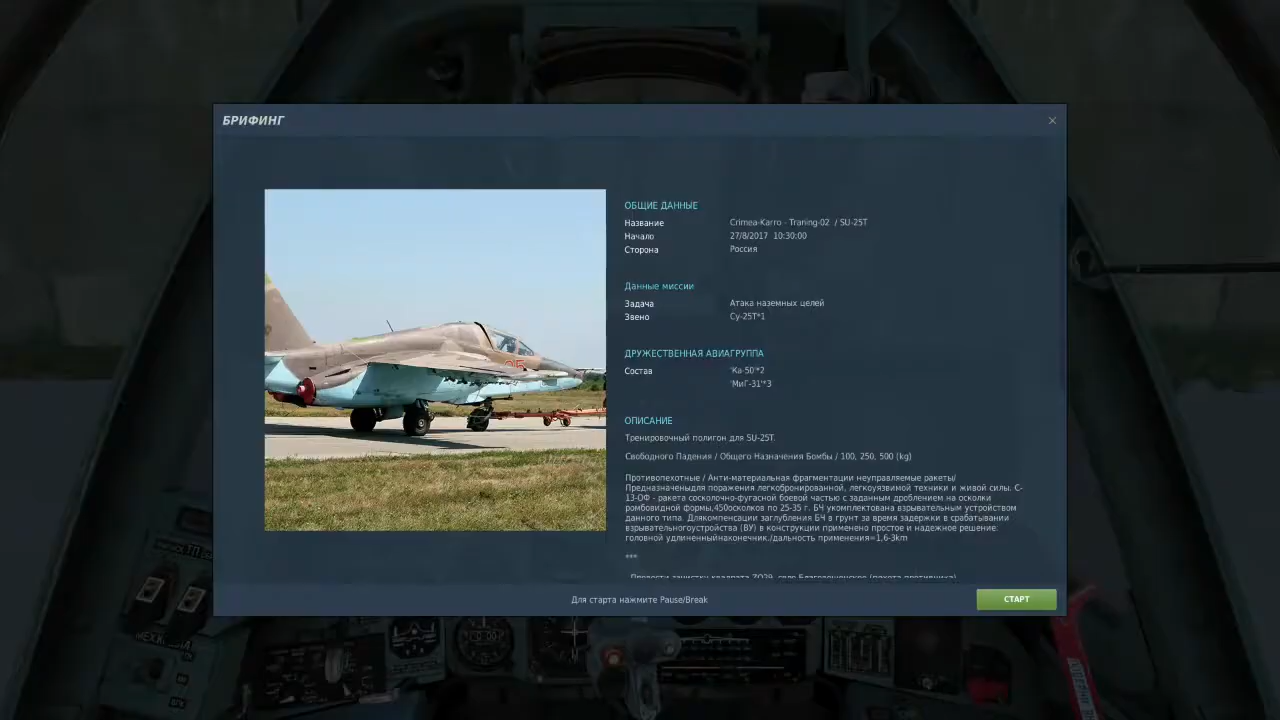 БРИФИНГ
ОБЩИЕ ДАННЫЕ
Название Crimea-Karro - Traning-02 / SU-25T
Начало 27/8/2017 10:30:00
Сторона Россия
Данные миссии
Задача Атака наземных целей
Звено Су-25Т*1
ДРУЖЕСТВЕННАЯ АВИАГРУППА
Состав 'Ка-50'*2
'МиГ-31'*3
ОПИСАНИЕ
Тренировочный полигон для SU-25T.
Свободного Падения / Общего Назначения Бомбы / 100, 250, 500 (kg)
Противопехотные / Анти-материальная фрагментации неуправляемые ракеты/
Предназначеныдля поражения легкобронированной, легкоуязвимой техники и живой силы. С-
13-ОФ - ракета сосколочно-фугасной боевой частью с заданным дроблением на осколки
ромбовидной формы,450осколков по 25-35 г. БЧ укомплектована взрывательным устройством
данного типа. Длякомпенсации заглубления БЧ в грунт за время задержки в срабатывании
взрывательногоустройства (ВУ) в конструкции применено простое и надежное решение:
головной удлиненныйнаконечник./дальность применения=1,6-3km
***
Для старта нажмите Pause/Break
СТАРТ